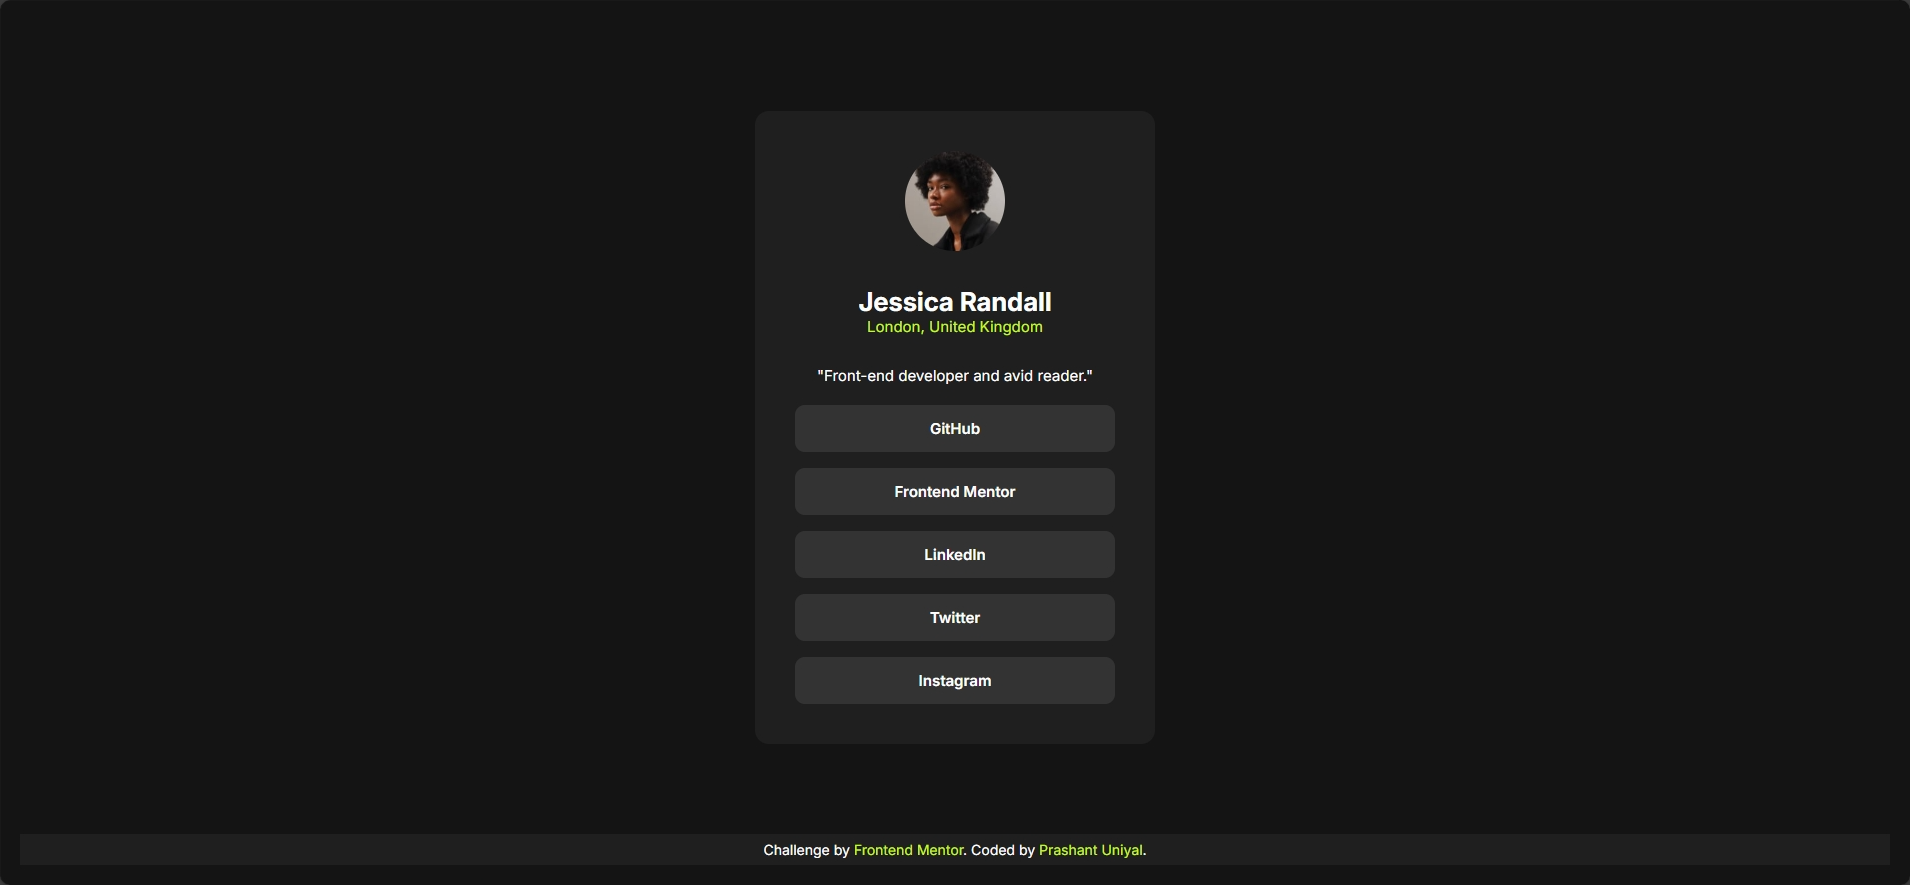 Jessica Randall
London, United Kingdom
"Front-end developer and avid reader."
GitHub
Frontend Mentor
LinkedIn
Twitter
Instagram
Challenge by Frontend Mentor. Coded by Prashant Uniyal.